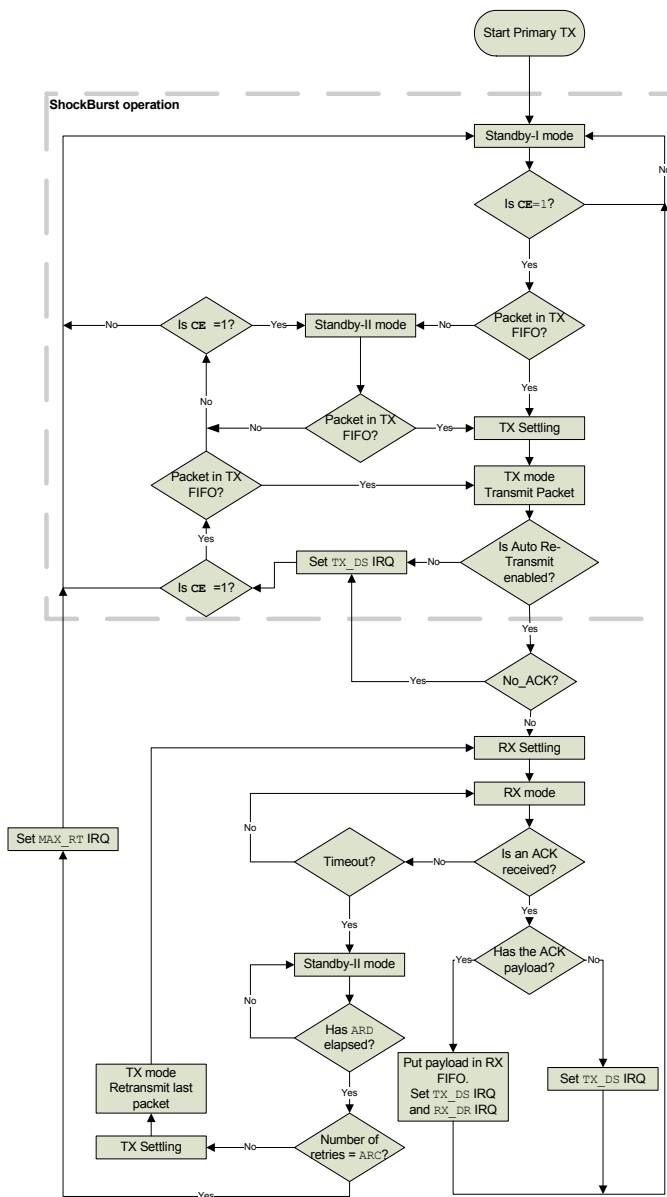 Start Primary TX
ShockBurst operation
Standby-I mode
No
Is CE=1?
Yes
No
Is CE =1?
Yes
Standby-II mode
No
Packet in TX
FIFO?
No
Yes
No
Packet in TX
FIFO?
Yes
TX Settling
Packet in TX
FIFO?
Yes
TX mode
Transmit Packet
Yes
Is CE =1?
Set TX_DS IRQ
No
Is Auto Re-
Transmit
enabled?
Yes
Yes
No_ACK?
No
RX Settling
RX mode
Set MAX_RT IRQ
No
Timeout?
No
Is an ACK
received?
Yes
Yes
Standby-II mode
Yes
Has the ACK
payload?
No
No
Has ARD
elapsed?
TX mode
Retransmit last
packet
Yes
Put payload in RX
FIFO.
Set TX_DS IRQ
and RX_DR IRQ
Set TX_DS IRQ
TX Settling
No
Number of
retries = ARC?
Yes